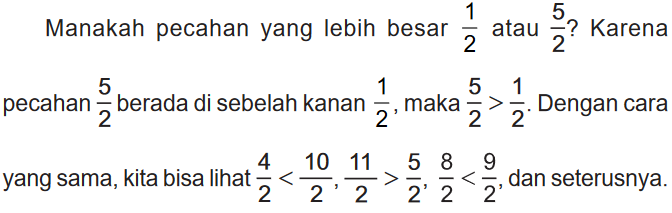 Manakah pecahan yang lebih besar 1/2 atau 5/2? Karena
pecahan 5/2 berada di sebelah kanan 1/2, maka 5/2 > 1/2. Dengan cara
yang sama, kita bisa lihat 4/2 < 10/2, 11/2 > 5/2, 8/2 < 9/2, dan seterusnya.